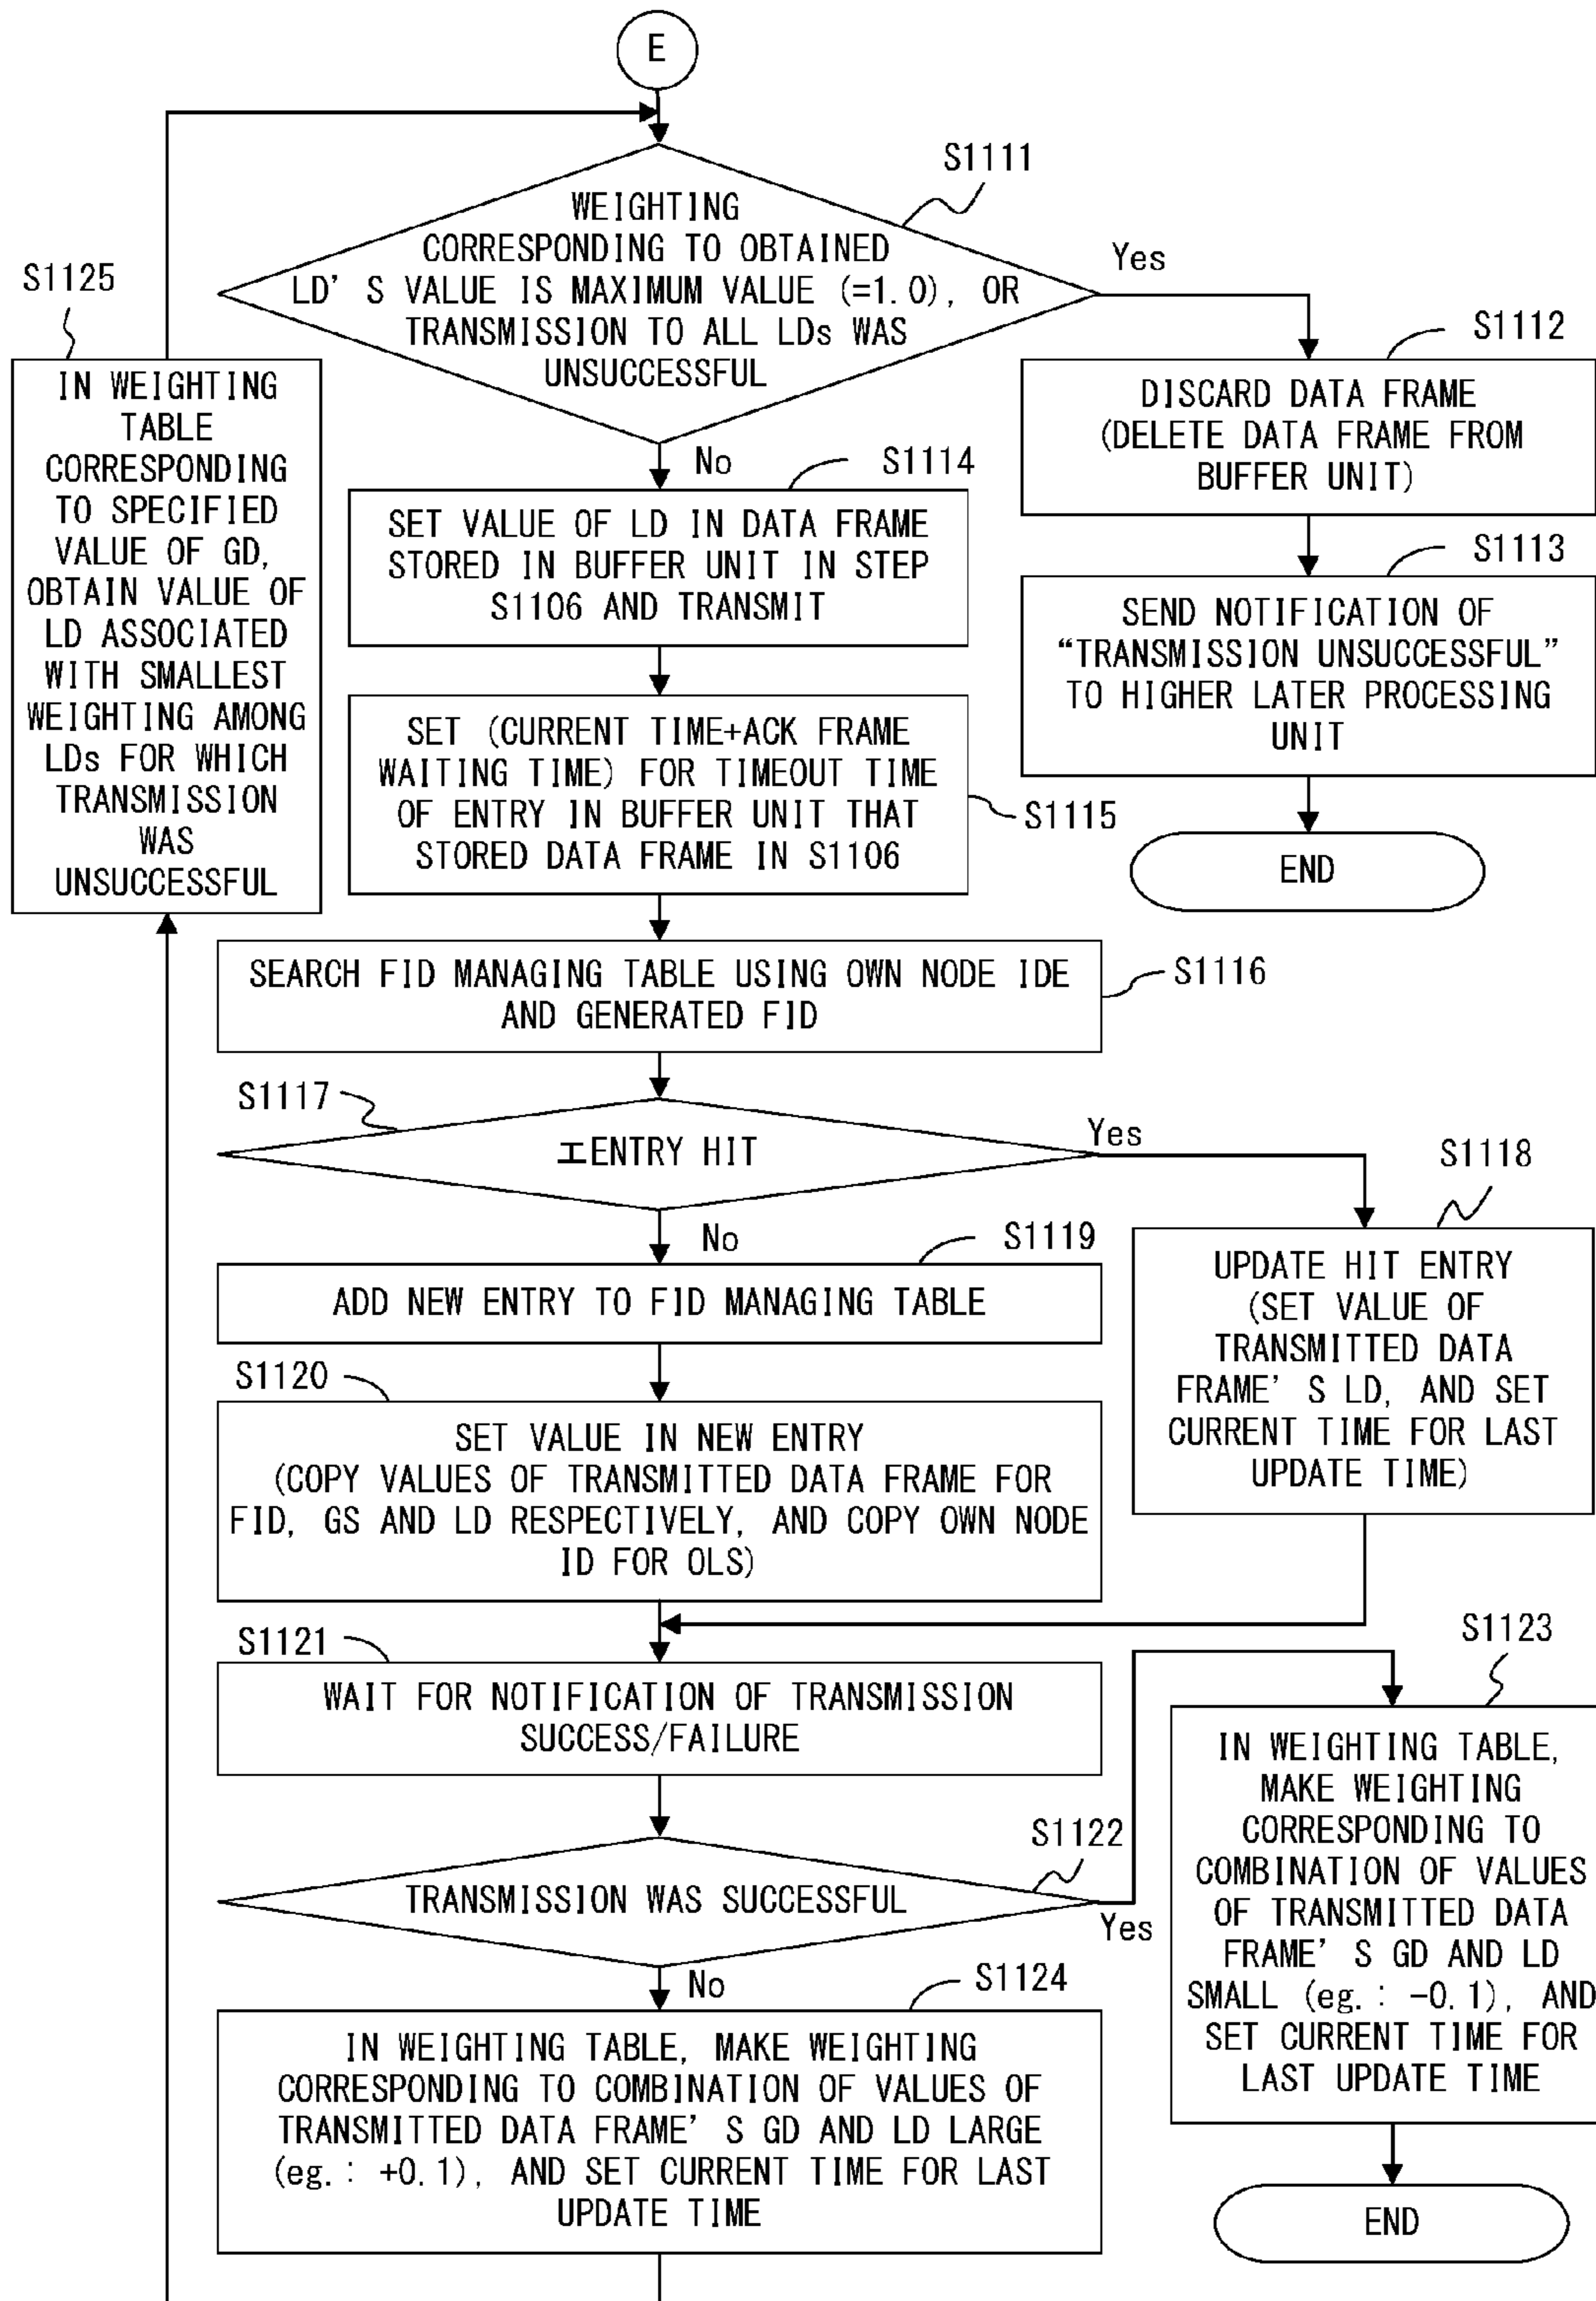 E
S1111
WEIGHTING
CORRESPONDING TO OBTAINED
LD' S VALUE IS MAXIMUM VALUE (=1.0), OR
TRANSMISSION TO ALL LDs WAS
UNSUCCESSFUL
Yes
No
S1112
DISCARD DATA FRAME
(DELETE DATA FRAME FROM
BUFFER UNIT)
S1113
SEND NOTIFICATION OF
“TRANSMISSION UNSUCCESSFUL”
TO HIGHER LATER PROCESSING
UNIT
END
S1125
IN WEIGHTING
TABLE
CORRESPONDING
TO SPECIFIED
VALUE OF GD,
OBTAIN VALUE OF
LD ASSOCIATED
WITH SMALLEST
WEIGHTING AMONG
LDs FOR WHICH
TRANSMISSION
WAS
UNSUCCESSFUL
S1114
SET VALUE OF LD IN DATA FRAME
STORED IN BUFFER UNIT IN STEP
S1106 AND TRANSMIT
SET (CURRENT TIME+ACK FRAME
WAITING TIME) FOR TIMEOUT TIME
OF ENTRY IN BUFFER UNIT THAT
STORED DATA FRAME IN S1106
S1115
SEARCH FID MANAGING TABLE USING OWN NODE IDE
AND GENERATED FID
S1116
S1117
エENTRY HIT
Yes
No
S1118
UPDATE HIT ENTRY
(SET VALUE OF
TRANSMITTED DATA
FRAME' S LD, AND SET
CURRENT TIME FOR LAST
UPDATE TIME)
S1119
ADD NEW ENTRY TO FID MANAGING TABLE
S1120
SET VALUE IN NEW ENTRY
(COPY VALUES OF TRANSMITTED DATA FRAME FOR
FID, GS AND LD RESPECTIVELY, AND COPY OWN NODE
ID FOR OLS)
S1121
WAIT FOR NOTIFICATION OF TRANSMISSION
SUCCESS/FAILURE
S1122
TRANSMISSION WAS SUCCESSFUL
Yes
No
S1123
IN WEIGHTING TABLE,
MAKE WEIGHTING
CORRESPONDING TO
COMBINATION OF VALUES
OF TRANSMITTED DATA
FRAME' S GD AND LD
SMALL (eg.: -0.1), AND
SET CURRENT TIME FOR
LAST UPDATE TIME
END
S1124
IN WEIGHTING TABLE, MAKE WEIGHTING
CORRESPONDING TO COMBINATION OF VALUES OF
TRANSMITTED DATA FRAME' S GD AND LD LARGE
(eg.: +0.1), AND SET CURRENT TIME FOR LAST
UPDATE TIME